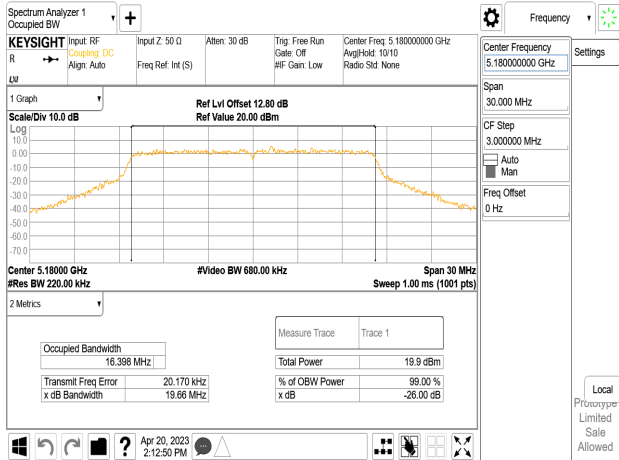 Spectrum Analyzer 1
Occupied BW
Frequency
KEYSIGHT
R
LXI
Input: RF
Coupling: DC
Align: Auto
Input Z: 50 Ω
Freq Ref: Int (S)
Atten: 30 dB
Trig: Free Run
Gate: Off
#IF Gain: Low
Center Freq: 5.180000000 GHz
Avg|Hold: 10/10
Radio Std: None
Center Frequency
5.180000000 GHz
Settings
Span
30.000 MHz
CF Step
3.000000 MHz
Auto
Man
Freq Offset
0 Hz
1 Graph
Scale/Div 10.0 dB
Ref Lvl Offset 12.80 dB
Ref Value 20.00 dBm
Log
10.0
0.00
-10.0
-20.0
-30.0
-40.0
-50.0
-60.0
-70.0
Center 5.18000 GHz
#Res BW 220.00 kHz
#Video BW 680.00 kHz
Span 30 MHz
Sweep 1.00 ms (1001 pts)
2 Metrics
Measure Trace
Trace 1
Occupied Bandwidth
16.398 MHz
Total Power
19.9 dBm
Transmit Freq Error
20.170 kHz
% of OBW Power
99.00 %
x dB Bandwidth
19.66 MHz
x dB
-26.00 dB
Local
Prototype
Limited
Sale
Allowed
?
Apr 20, 2023
2:12:50 PM